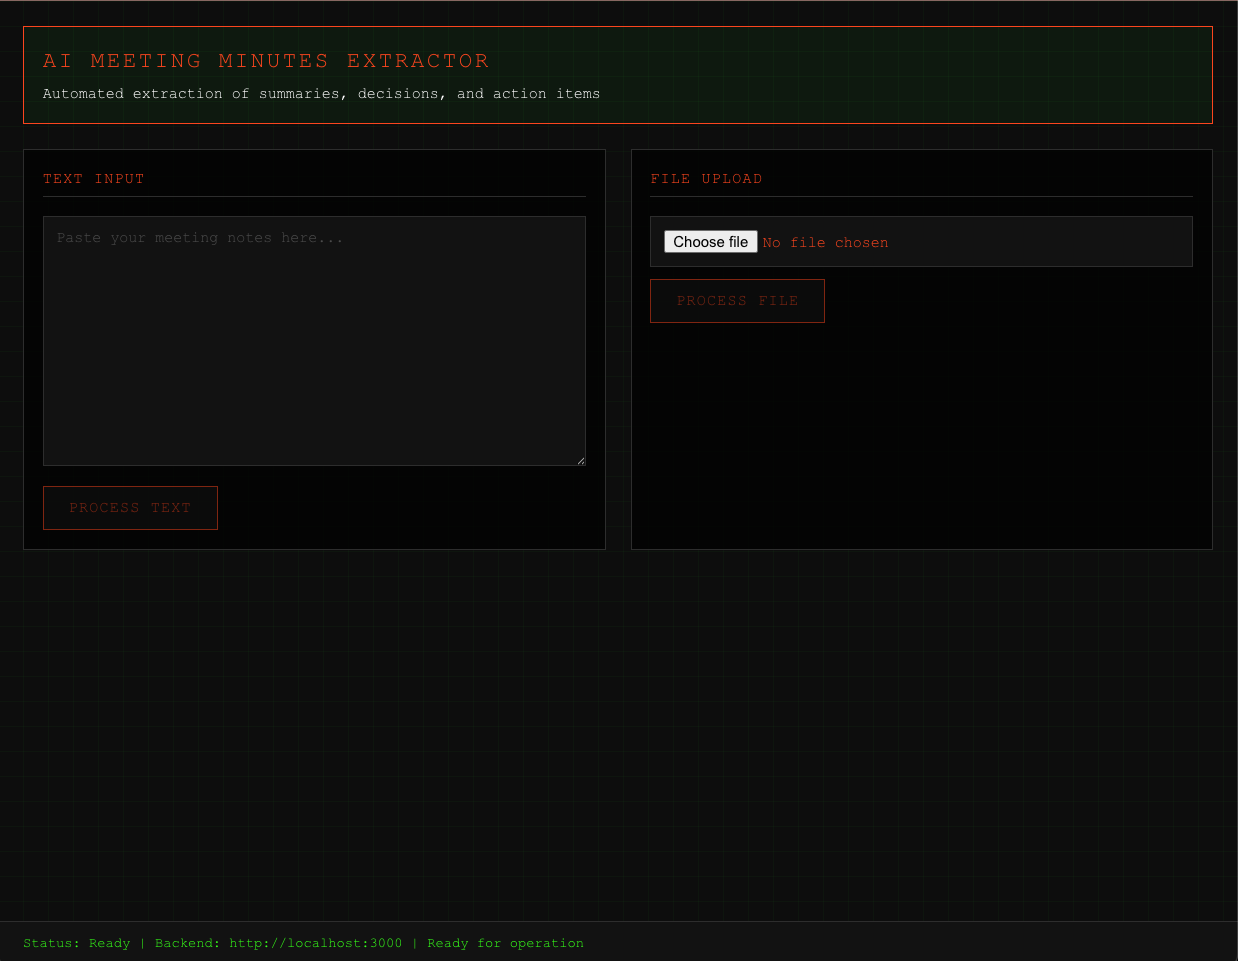 AI MEETING MINUTES EXTRACTOR
Automated extraction of summaries, decisions, and action items
TEXT INPUT
Paste your meeting notes here...
PROCESS TEXT
FILE UPLOAD
Choose file No file chosen
PROCESS FILE
Status: Ready | Backend: http://localhost:3000 | Ready for operation